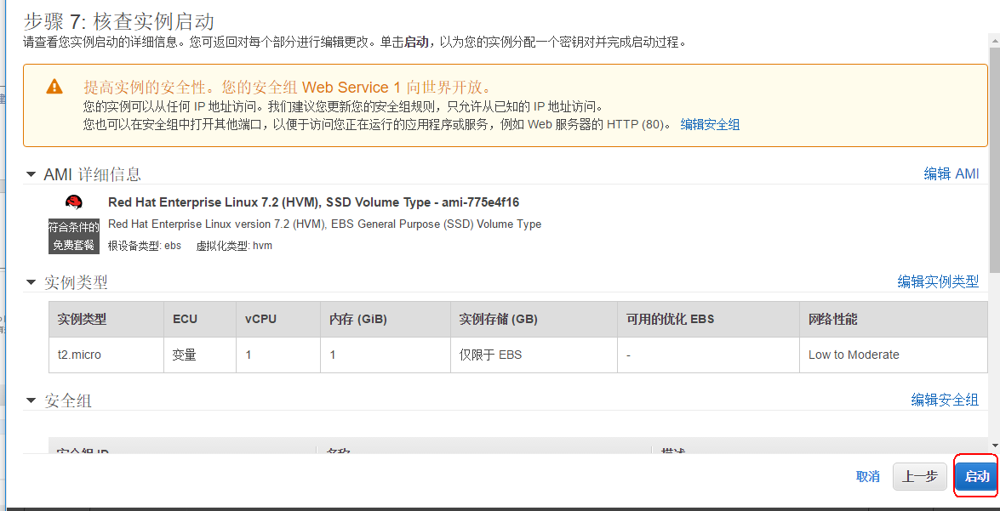 步骤 7: 核查实例启动
请查看您实例启动的详细信息。您可返回对每个部分进行编辑更改。单击启动，以为您的实例分配一个密钥对并完成启动过程。
提高实例的安全性。您的安全组 Web Service 1 向世界开放。
您的实例可以从任何 IP 地址访问。我们建议您更新您的安全组规则，只允许从已知的 IP 地址访问。
您也可以在安全组中打开其他端口，以便于访问您正在运行的应用程序或服务，例如 Web 服务器的 HTTP (80)。 编辑安全组
AMI 详细信息 编辑 AMI
Red Hat Enterprise Linux 7.2 (HVM), SSD Volume Type - ami-775e4f16
符合条件的 Red Hat Enterprise Linux version 7.2 (HVM), EBS General Purpose (SSD) Volume Type
免费套餐 根设备类型: ebs 虚拟化类型: hvm
实例类型 编辑实例类型
实例类型 ECU vCPU 内存 (GiB) 实例存储 (GB) 可用的优化 EBS 网络性能
t2.micro 变量 1 1 仅限于 EBS - Low to Moderate
安全组 编辑安全组
安全组 ID 名称 描述
取消 上一步 启动